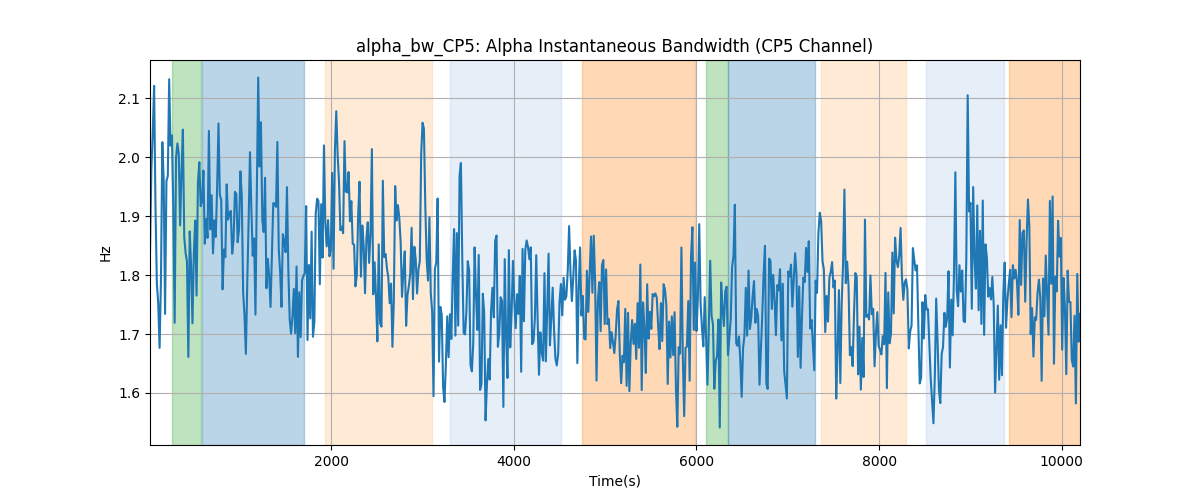 alpha_bw_CP5: Alpha Instantaneous Bandwidth (CP5 Channel)
2.1
2.0
1.9
1.8
1.7
1.6
Hz
2000 4000 6000 8000 10000
Time(s)